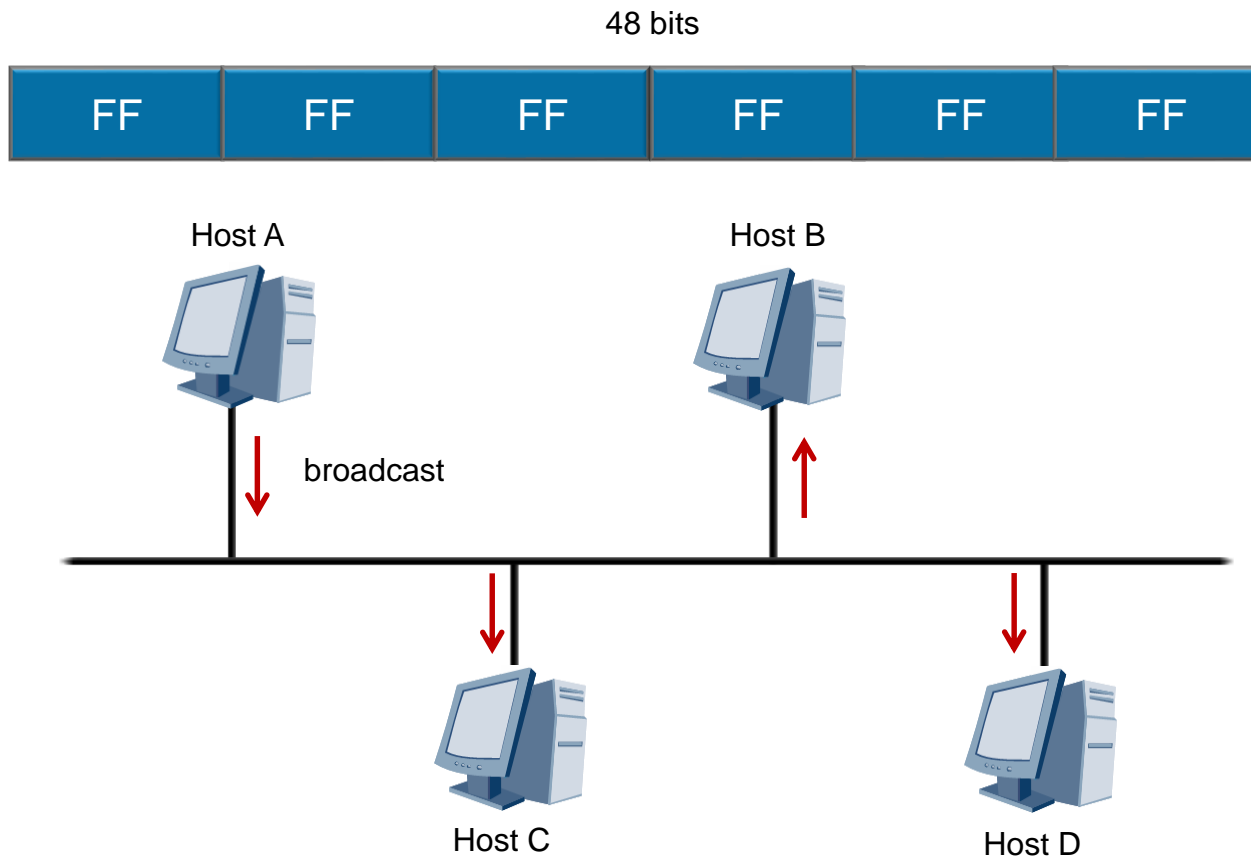 48 bits
FF FF FF FF FF FF
Host A Host B
broadcast
Host C
Host D